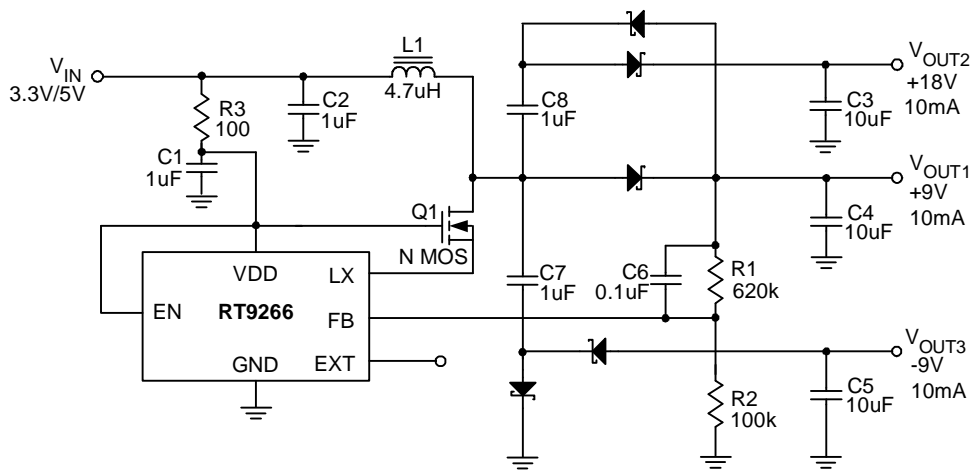 L1
4.7uH
V_IN
3.3V/5V
R3
100
C2
1uF
C1
1uF
C8
1uF
V_OUT2
+18V
10mA
C3
10uF
V_OUT1
+9V
10mA
C4
10uF
Q1
N MOS
VDD
LX
EN
RT9266
FB
GND
EXT
C7
1uF
C6
0.1uF
R1
620k
R2
100k
V_OUT3
-9V
10mA
C5
10uF